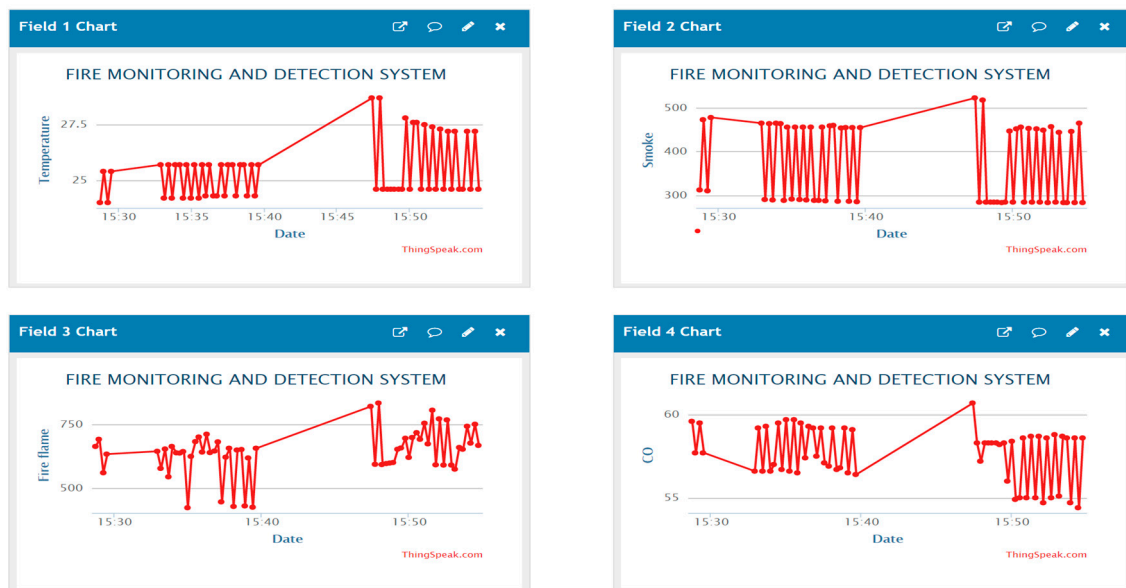 Field 1 Chart
FIRE MONITORING AND DETECTION SYSTEM
Temperature
27.5
25
15:30 15:35 15:40 15:45 15:50
Date
ThingSpeak.com
Field 2 Chart
FIRE MONITORING AND DETECTION SYSTEM
Smoke
500
400
300
15:30 15:40 15:50
Date
ThingSpeak.com
Field 3 Chart
FIRE MONITORING AND DETECTION SYSTEM
Fire flame
750
500
15:30 15:40 15:50
Date
ThingSpeak.com
Field 4 Chart
FIRE MONITORING AND DETECTION SYSTEM
CO
60
55
15:30 15:40 15:50
Date
ThingSpeak.com